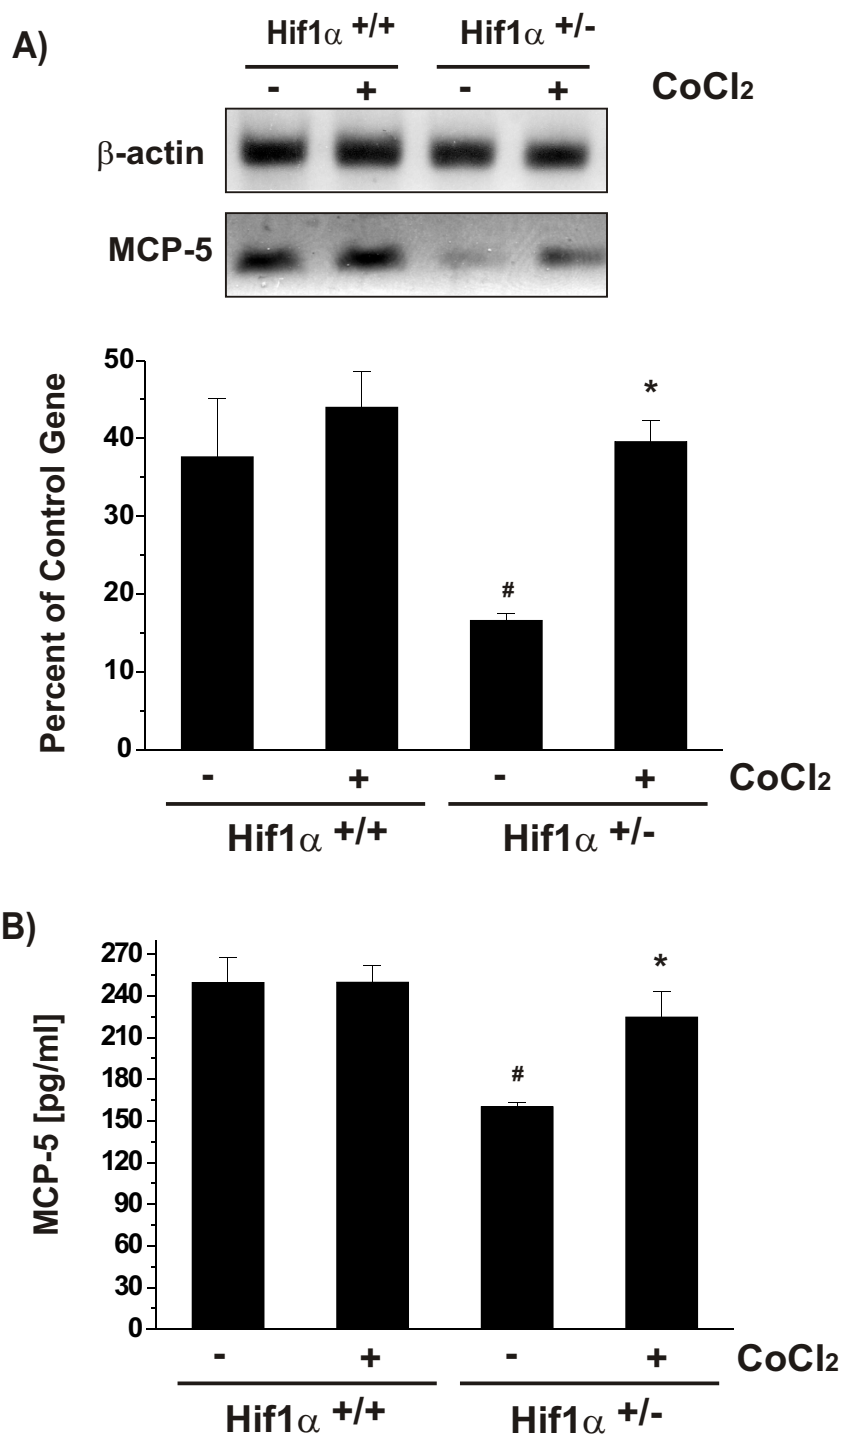 A)
Hif1α +/+ Hif1α +/-
- + - + CoCl2
β-actin
MCP-5
Percent of Control Gene
50
40
30
20
10
0
*
#
- + - + CoCl2
Hif1α +/+ Hif1α +/-
B)
MCP-5 [pg/ml]
270
240
210
180
150
120
90
60
30
0
*
#
- + - + CoCl2
Hif1α +/+ Hif1α +/-